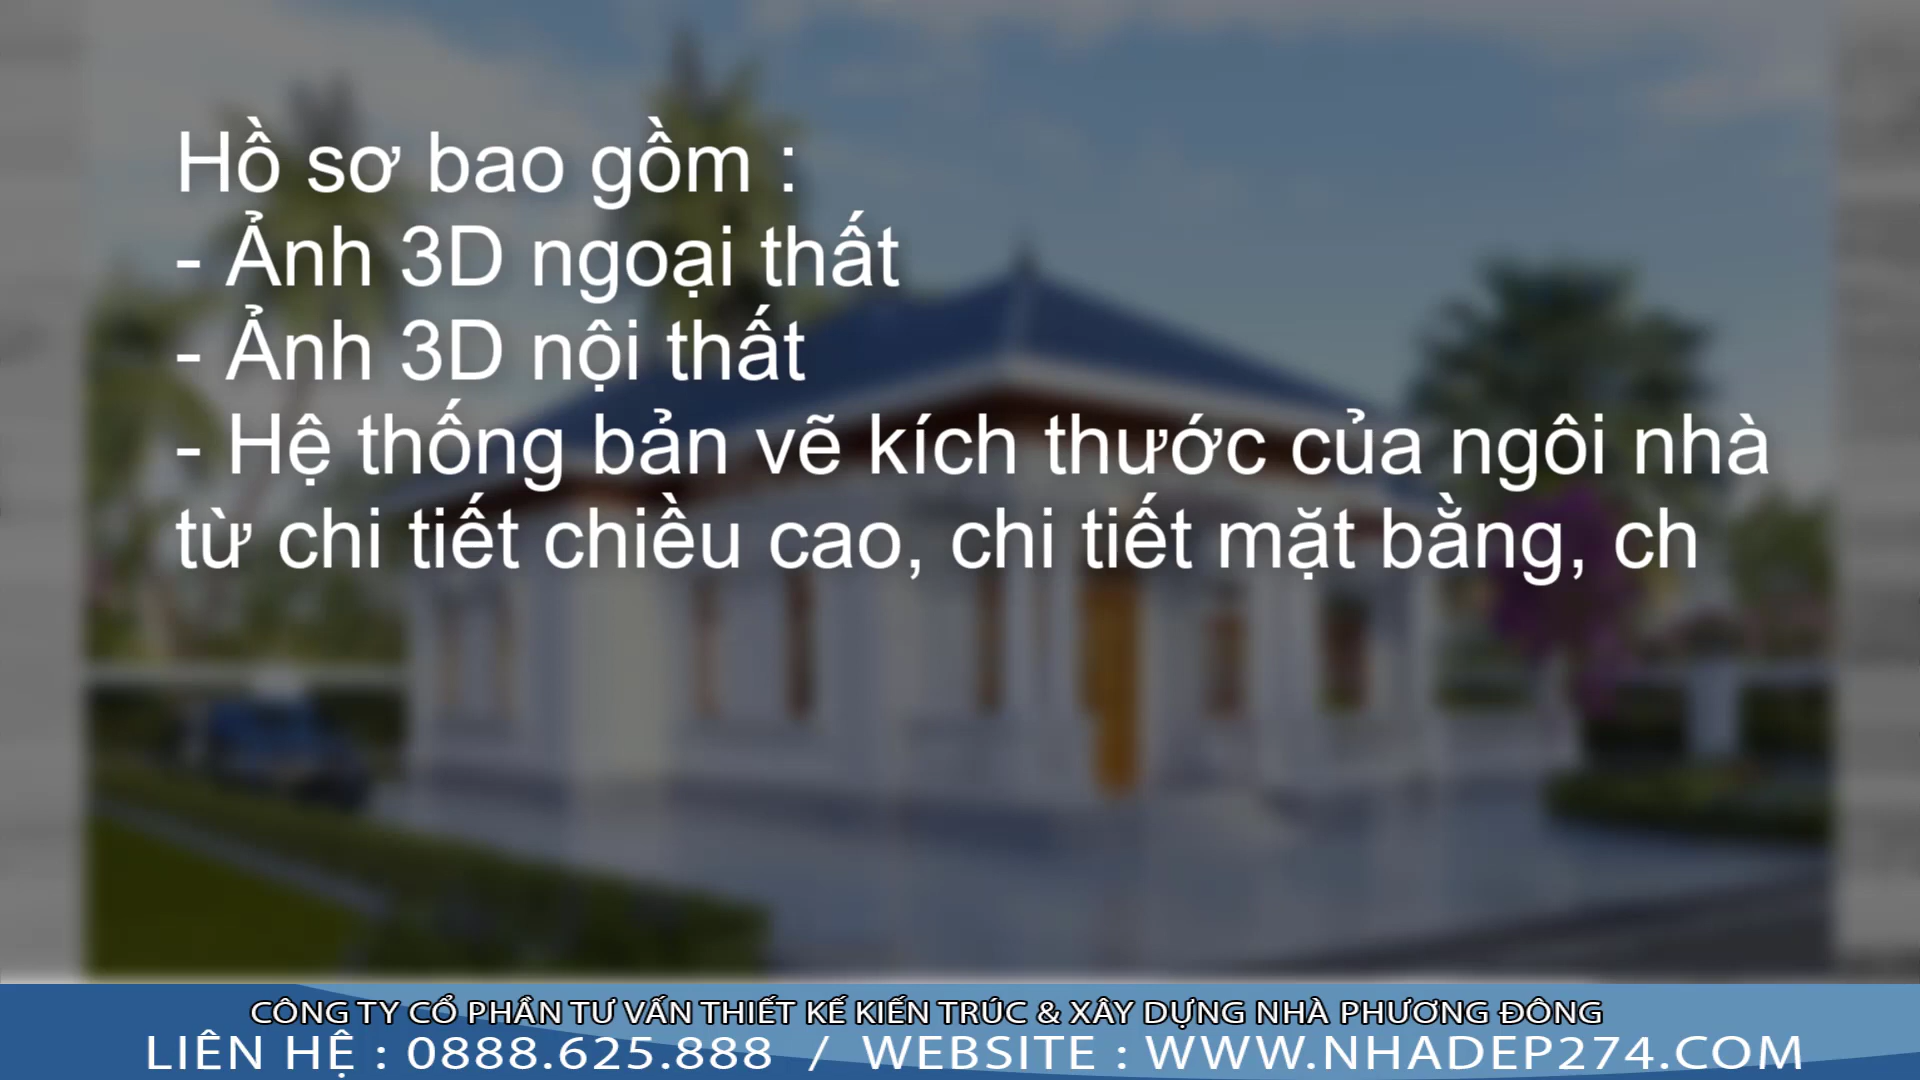 Hồ sơ bao gồm :
- Ảnh 3D ngoại thất
- Ảnh 3D nội thất
- Hệ thống bản vẽ kích thước của ngôi nhà
từ chi tiết chiều cao, chi tiết mặt bằng, ch
CÔNG TY CỔ PHẦN TƯ VẤN THIẾT KẾ KIẾN TRÚC & XÂY DỰNG NHÀ PHƯƠNG ĐÔNG
LIÊN HỆ : 0888.625.888 / WEBSITE : WWW.NHADEP274.COM